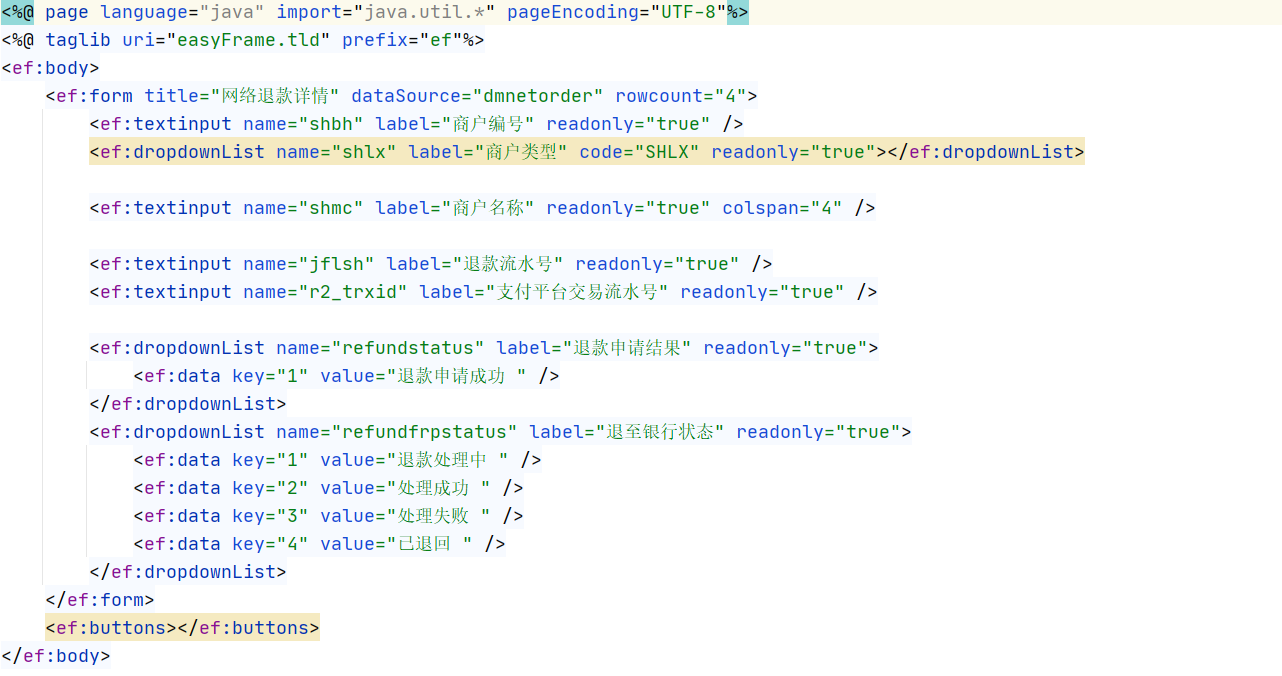 <%@ page language="java" import="java.util.*" pageEncoding="UTF-8"%>
<%@ taglib uri="easyFrame.tld" prefix="ef"%>
<ef:body>
    <ef:form title="网络退款详情" dataSource="dmnetorder" rowcount="4">
        <ef:textinput name="shbh" label="商户编号" readonly="true" />
        <ef:dropdownList name="shlx" label="商户类型" code="SHLX" readonly="true"></ef:dropdownList>

        <ef:textinput name="shmc" label="商户名称" readonly="true" colspan="4" />

        <ef:textinput name="jflsh" label="退款流水号" readonly="true" />
        <ef:textinput name="r2_trxid" label="支付平台交易流水号" readonly="true" />

        <ef:dropdownList name="refundstatus" label="退款申请结果" readonly="true">
            <ef:data key="1" value="退款申请成功 " />
        </ef:dropdownList>
        <ef:dropdownList name="refundfrpstatus" label="退至银行状态" readonly="true">
            <ef:data key="1" value="退款处理中 " />
            <ef:data key="2" value="处理成功 " />
            <ef:data key="3" value="处理失败 " />
            <ef:data key="4" value="已退回 " />
        </ef:dropdownList>
    </ef:form>
    <ef:buttons></ef:buttons>
</ef:body>